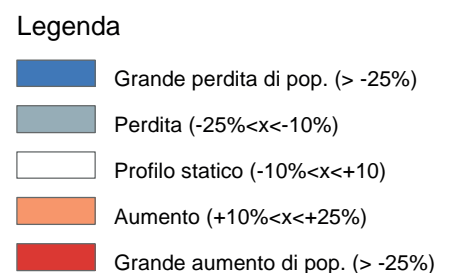 Legenda
Grande perdita di pop. (> -25%)
Perdita (-25%<x<-10%)
Profilo statico (-10%<x<+10)
Aumento (+10%<x<+25%)
Grande aumento di pop. (> -25%)